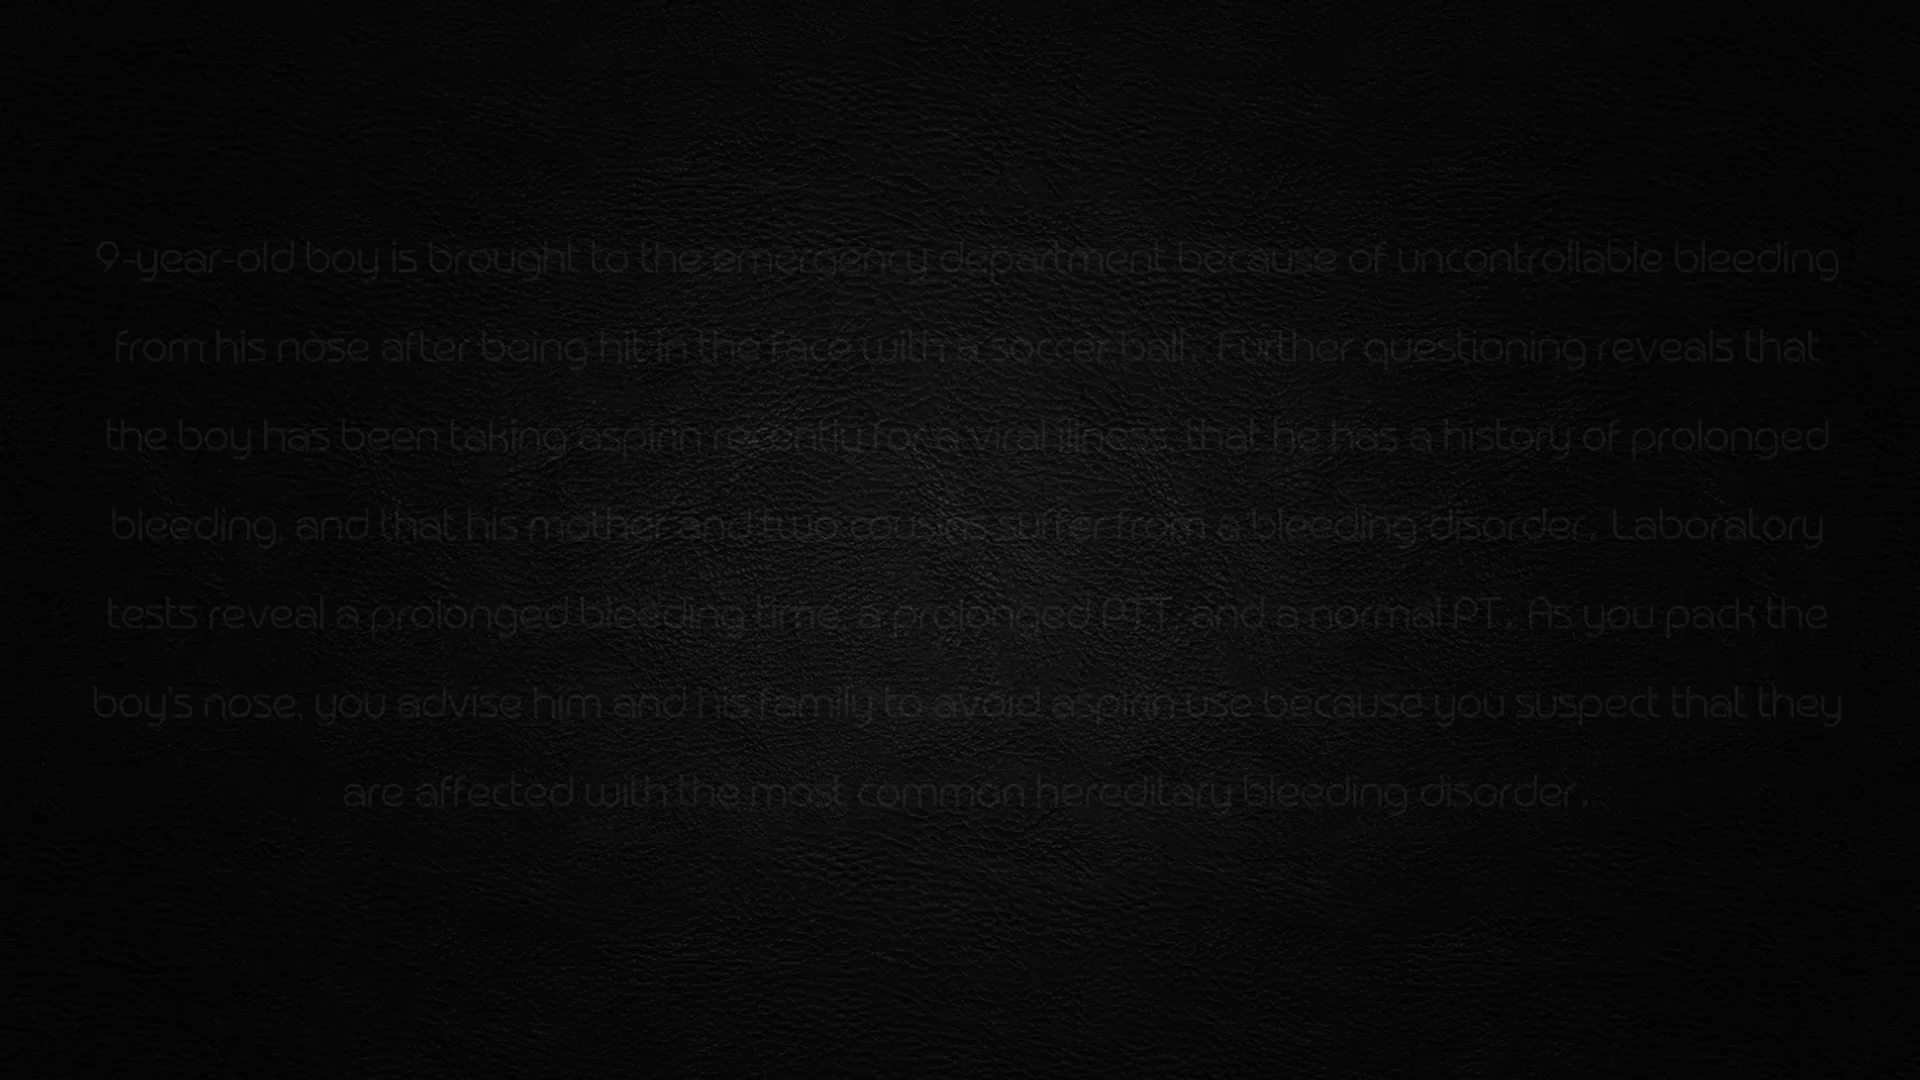 9-year-old boy is brought to the emergency department because of uncontrollable bleeding
from his nose after being hit in the face with a soccer ball. Further questioning reveals that
the boy has been taking aspirin recently for a viral illness, that he has a history of prolonged
bleeding, and that his mother and two cousins suffer from a bleeding disorder. Laboratory
tests reveal a prolonged bleeding time, a prolonged PTT, and a normal PT. As you pack the
boy's nose, you advise him and his family to avoid aspirin use because you suspect that they
are affected with the most common hereditary bleeding disorder.